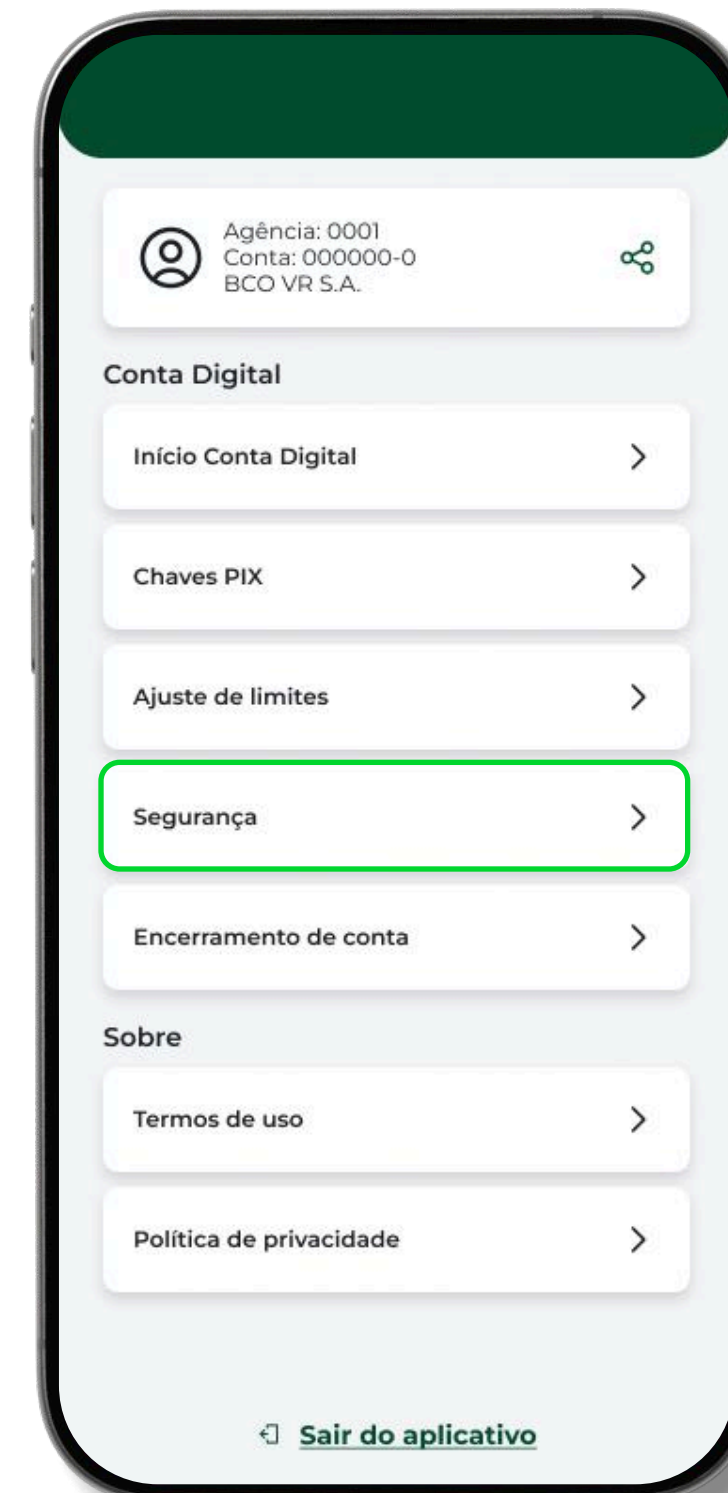 Agência: 0001
Conta: 000000-0
BCO VR S.A.
Conta Digital
Início Conta Digital
Chaves PIX
Ajuste de limites
Segurança
Encerramento de conta
Sobre
Termos de uso
Política de privacidade
Sair do aplicativo